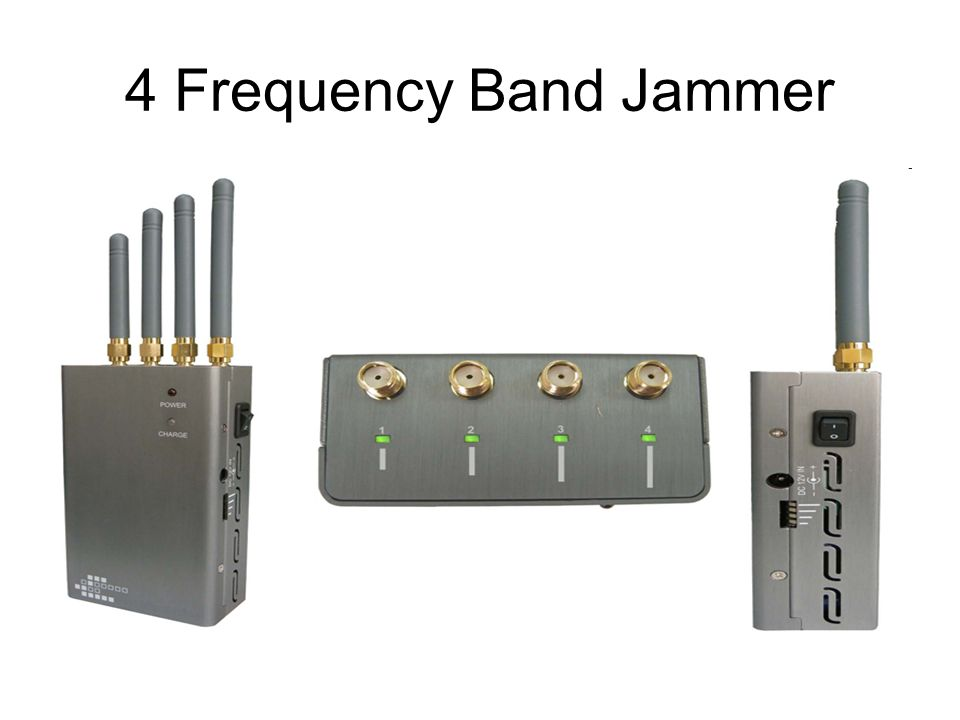 4 Frequency Band Jammer
-
POWER
CHARGE
1 2 3 4
DC 12V IN
- +